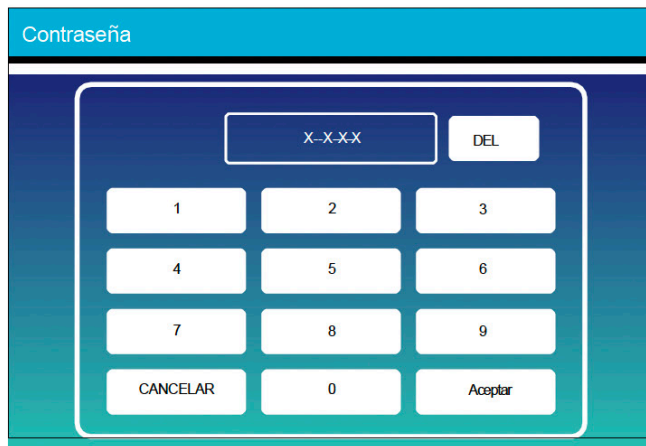 Contraseña
X--X-X-X DEL
1 2 3
4 5 6
7 8 9
CANCELAR 0 Aceptar